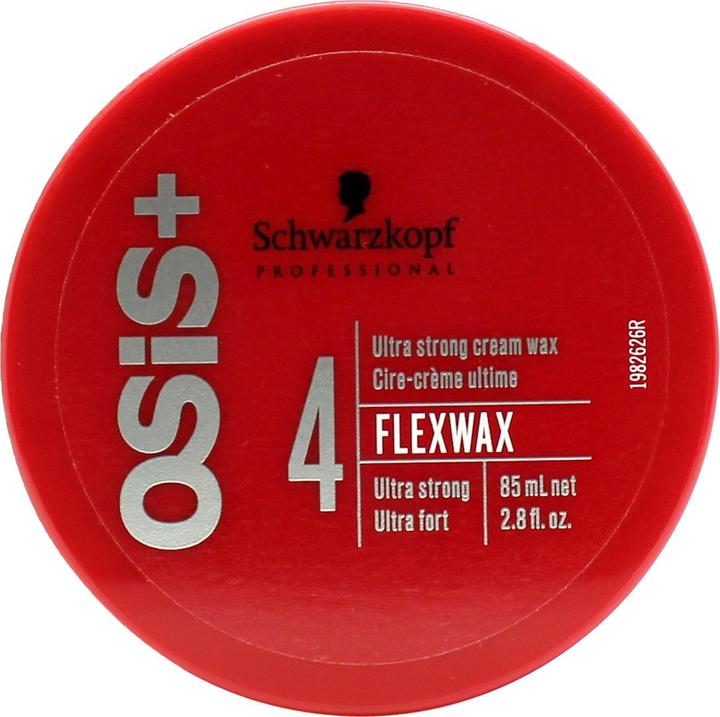 OSiS+
Schwarzkopf
PROFESSIONAL
4
Ultra strong cream wax
Cire-crème ultime
FLEXWAX
Ultra strong
Ultra fort
85 mL net
2.8 fl. oz.
1982626R